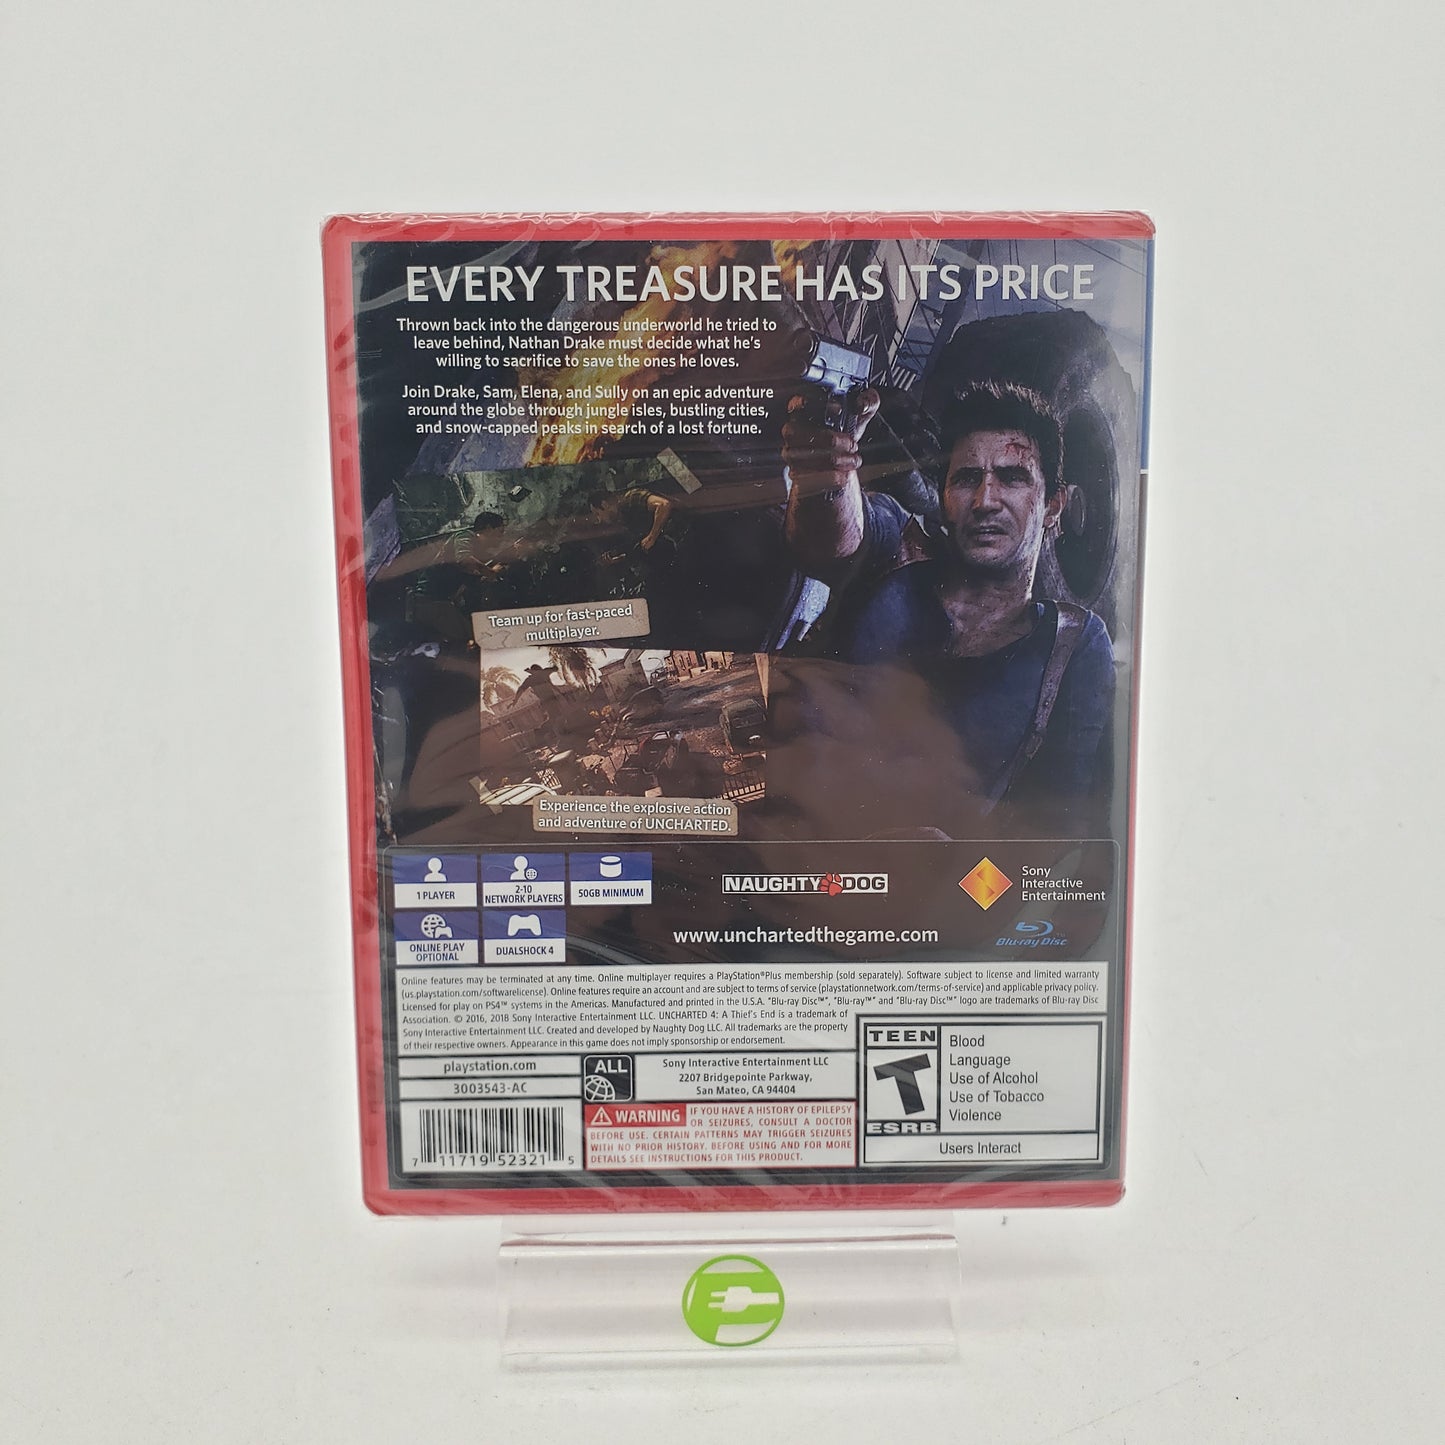 EVERY TREASURE HAS ITS PRICE
Thrown back into the dangerous underworld he tried to
leave behind, Nathan Drake must decide what he's
willing to sacrifice to save the ones he loves.
Join Drake, Sam, Elena, and Sully on an epic adventure
around the globe through jungle isles, bustling cities,
and snow-capped peaks in search of a lost fortune.
Team up for fast-paced
multiplayer.
Experience the explosive action
and adventure of UNCHARTED.
1 PLAYER
2-10
NETWORK PLAYERS
50GB MINIMUM
ONLINE PLAY
OPTIONAL
DUALSHOCK 4
NAUGHTY DOG
Sony
Interactive
Entertainment
www.unchartedthegame.com
Blu-ray Disc™
Online features may be terminated at any time. Online multiplayer requires a PlayStation®Plus membership (sold separately). Software subject to license and limited warranty
(us.playstation.com/softwarelicense). Online features require an account and are subject to terms of service (playstationnetwork.com/terms-of-service) and applicable privacy policy.
Licensed for play on PS4™ systems in the Americas. Manufactured and printed in the U.S.A. "Blu-ray Disc™", "Blu-ray™" and "Blu-ray Disc™" logo are trademarks of Blu-ray Disc
Association. © 2016, 2018 Sony Interactive Entertainment LLC. UNCHARTED 4: A Thief's End is a trademark of
Sony Interactive Entertainment LLC. Created and developed by Naughty Dog LLC. All trademarks are the property
of their respective owners. Appearance in this game does not imply sponsorship or endorsement.
playstation.com
3003543-AC
7 11719 52321 5
ALL
Sony Interactive Entertainment LLC
2207 Bridgepointe Parkway,
San Mateo, CA 94404
WARNING IF YOU HAVE A HISTORY OF EPILEPSY
OR SEIZURES, CONSULT A DOCTOR
BEFORE USE. CERTAIN PATTERNS MAY TRIGGER SEIZURES
WITH NO PRIOR HISTORY. BEFORE USING AND FOR MORE
DETAILS SEE INSTRUCTIONS FOR THIS PRODUCT.
TEEN
T
ESRB
Blood
Language
Use of Alcohol
Use of Tobacco
Violence
Users Interact